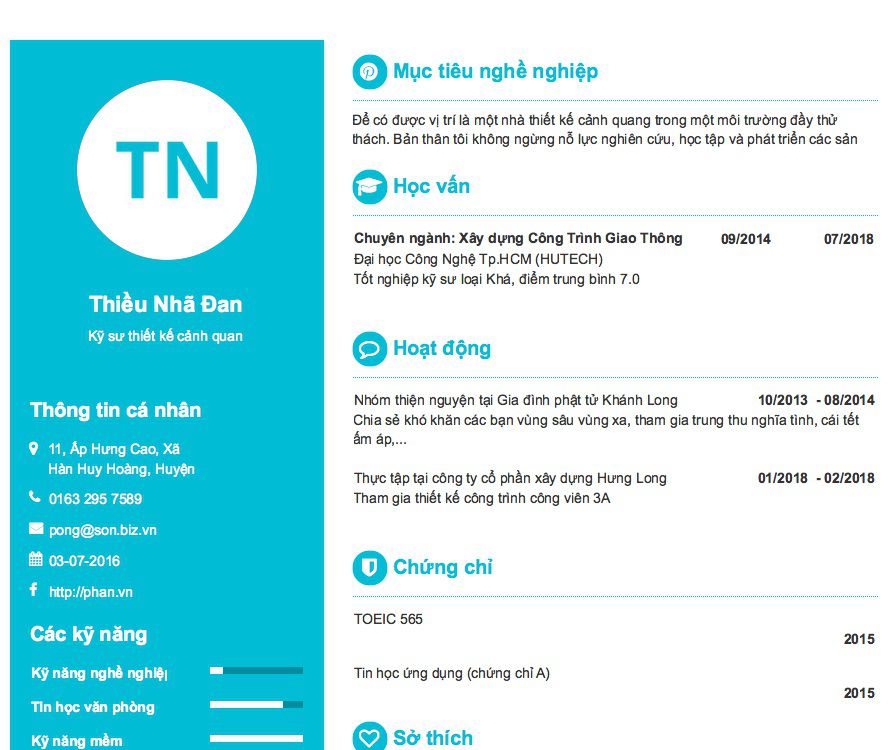 TN
Thiều Nhã Đan
Kỹ sư thiết kế cảnh quan
Thông tin cá nhân
11, Ấp Hưng Cao, Xã
Hàn Huy Hoàng, Huyện
0163 295 7589
pong@son.biz.vn
03-07-2016
http://phan.vn
Các kỹ năng
Kỹ năng nghề nghiệp
Tin học văn phòng
Kỹ năng mềm
Mục tiêu nghề nghiệp
Để có được vị trí là một nhà thiết kế cảnh quang trong một môi trường đầy thử
thách. Bản thân tôi không ngừng nỗ lực nghiên cứu, học tập và phát triển các sản
Học vấn
Chuyên ngành: Xây dựng Công Trình Giao Thông 09/2014 07/2018
Đại học Công Nghệ Tp.HCM (HUTECH)
Tốt nghiệp kỹ sư loại Khá, điểm trung bình 7.0
Hoạt động
Nhóm thiện nguyện tại Gia đình phật tử Khánh Long 10/2013 - 08/2014
Chia sẻ khó khăn các bạn vùng sâu vùng xa, tham gia trung thu nghĩa tình, cái tết
ấm áp,...
Thực tập tại công ty cổ phần xây dựng Hưng Long 01/2018 - 02/2018
Tham gia thiết kế công trình công viên 3A
Chứng chỉ
TOEIC 565
2015
Tin học ứng dụng (chứng chỉ A)
2015
Sở thích